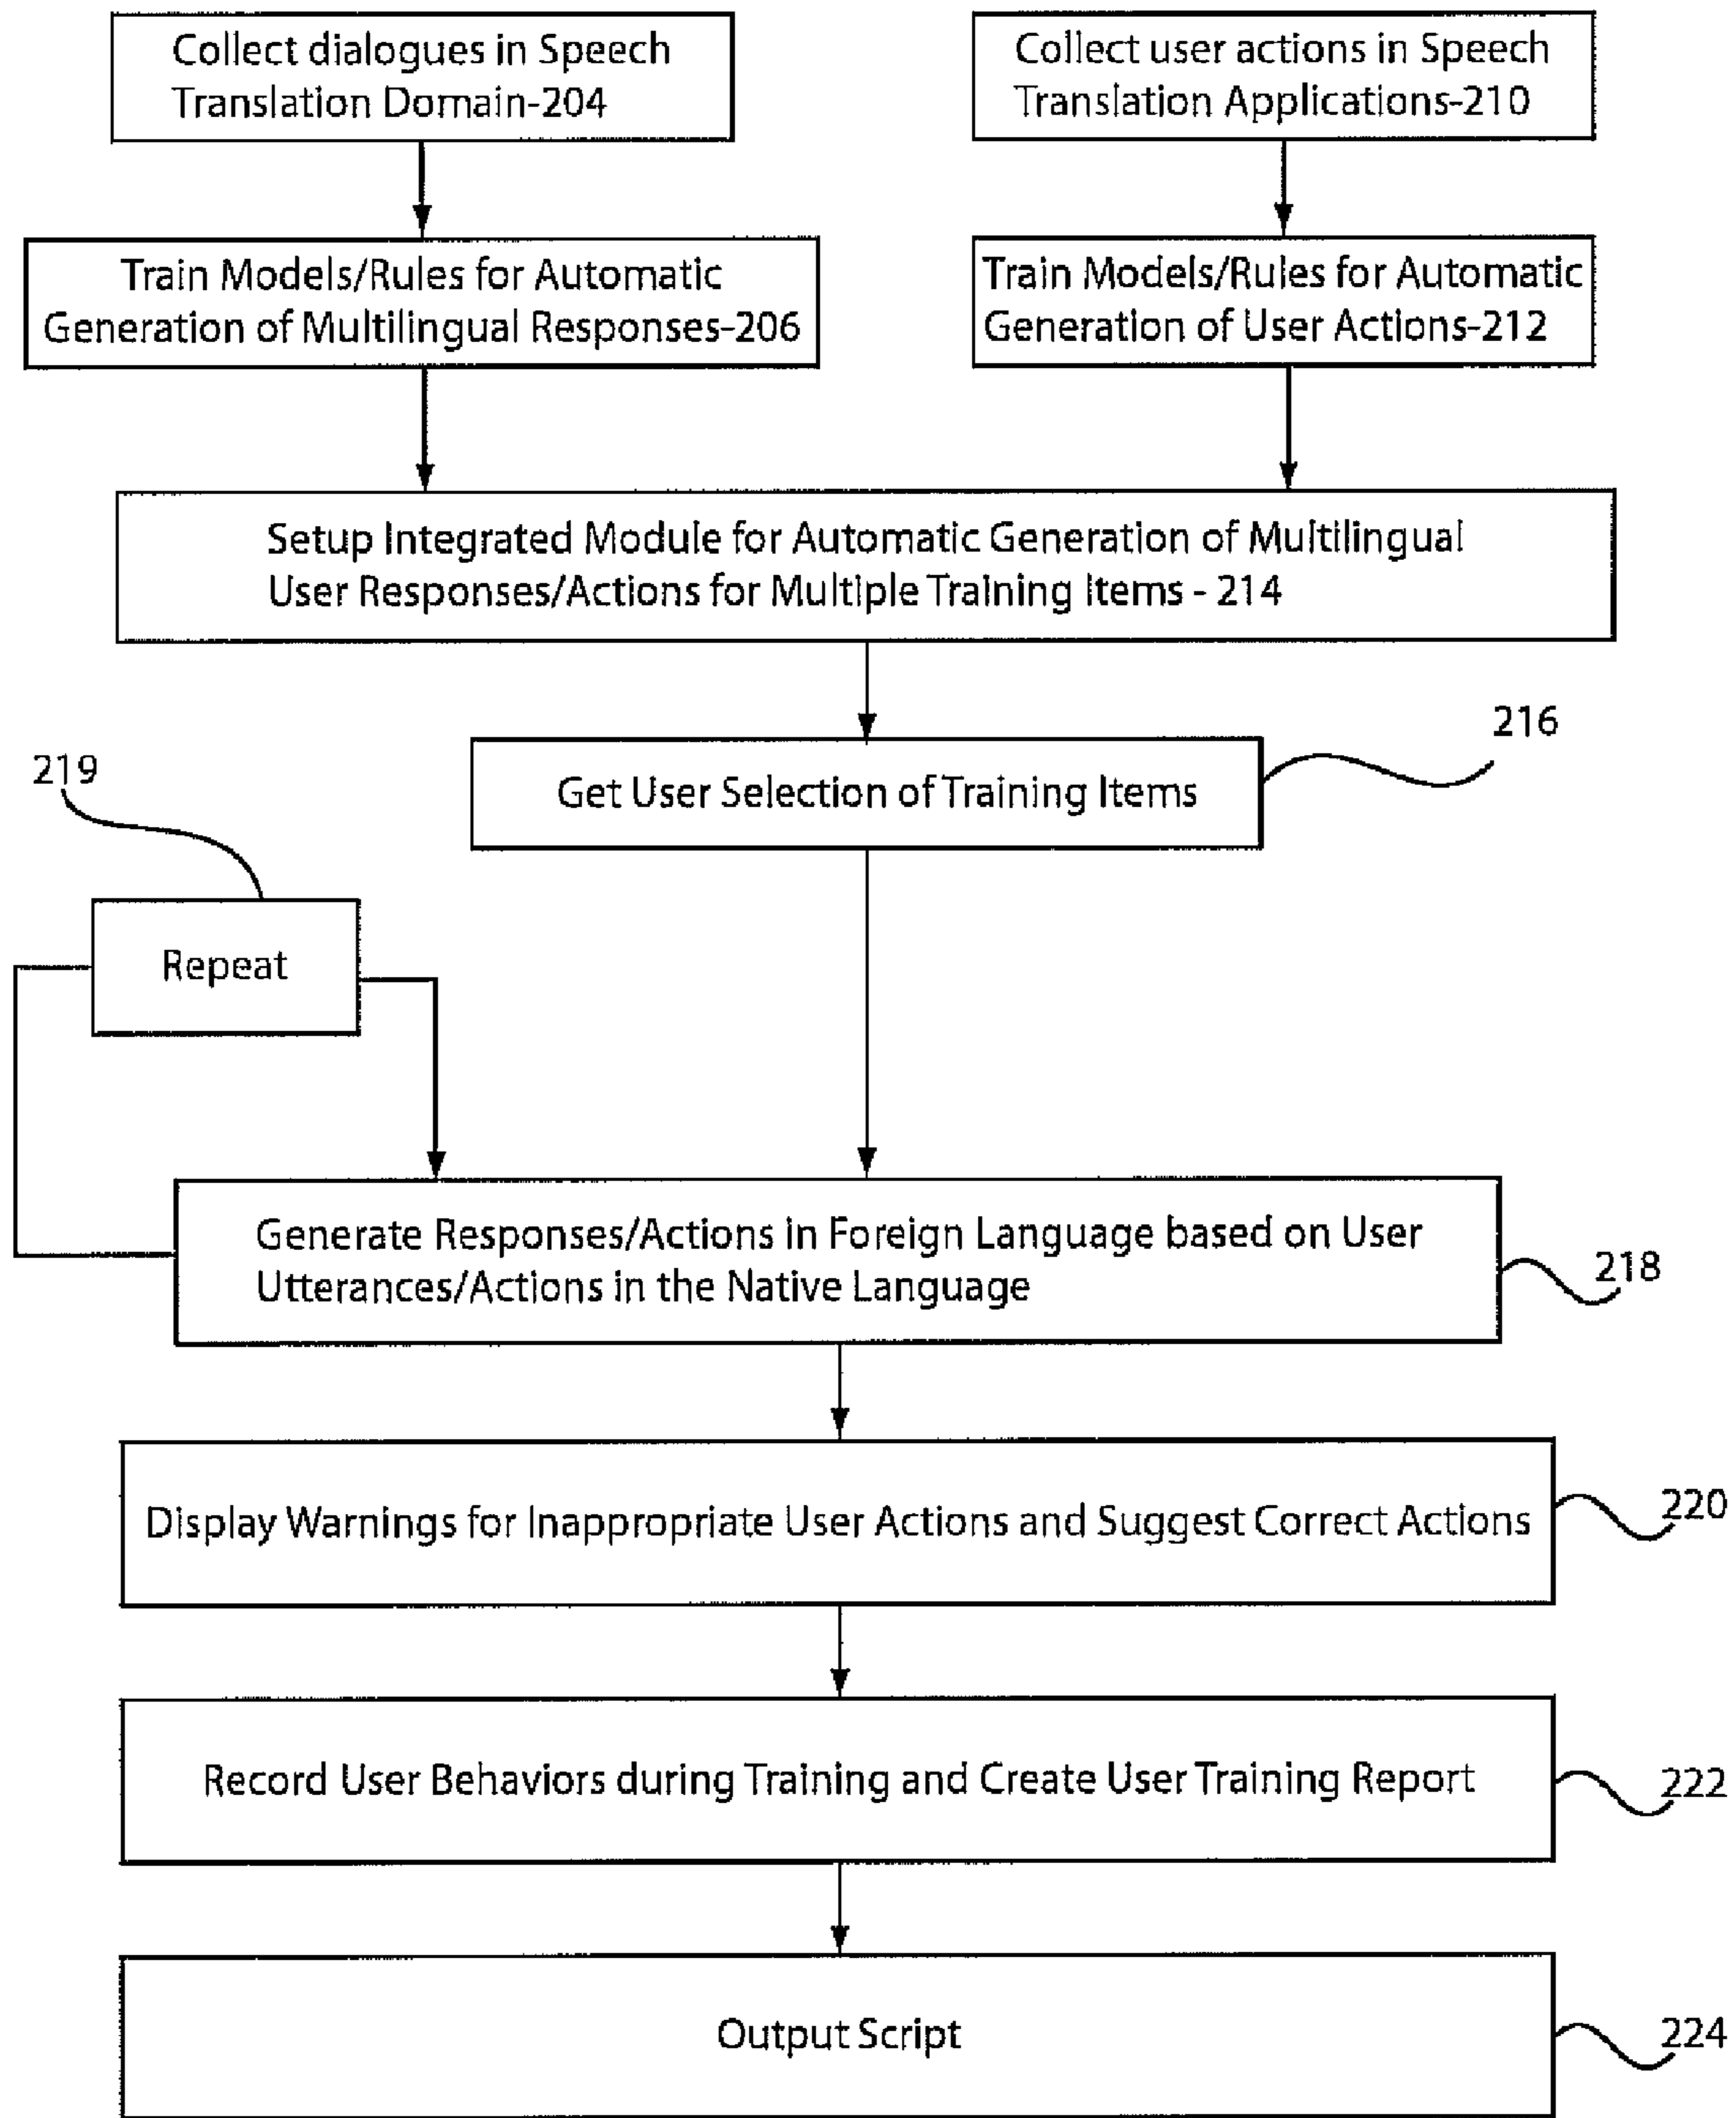 Collect dialogues in Speech
Translation Domain-204
Collect user actions in Speech
Translation Applications-210
Train Models/Rules for Automatic
Generation of Multilingual Responses-206
Train Models/Rules for Automatic
Generation of User Actions-212
Setup Integrated Module for Automatic Generation of Multilingual
User Responses/Actions for Multiple Training Items - 214
216
Get User Selection of Training Items
219
Repeat
Generate Responses/Actions in Foreign Language based on User
Utterances/Actions in the Native Language
218
Display Warnings for Inappropriate User Actions and Suggest Correct Actions
220
Record User Behaviors during Training and Create User Training Report
222
Output Script
224